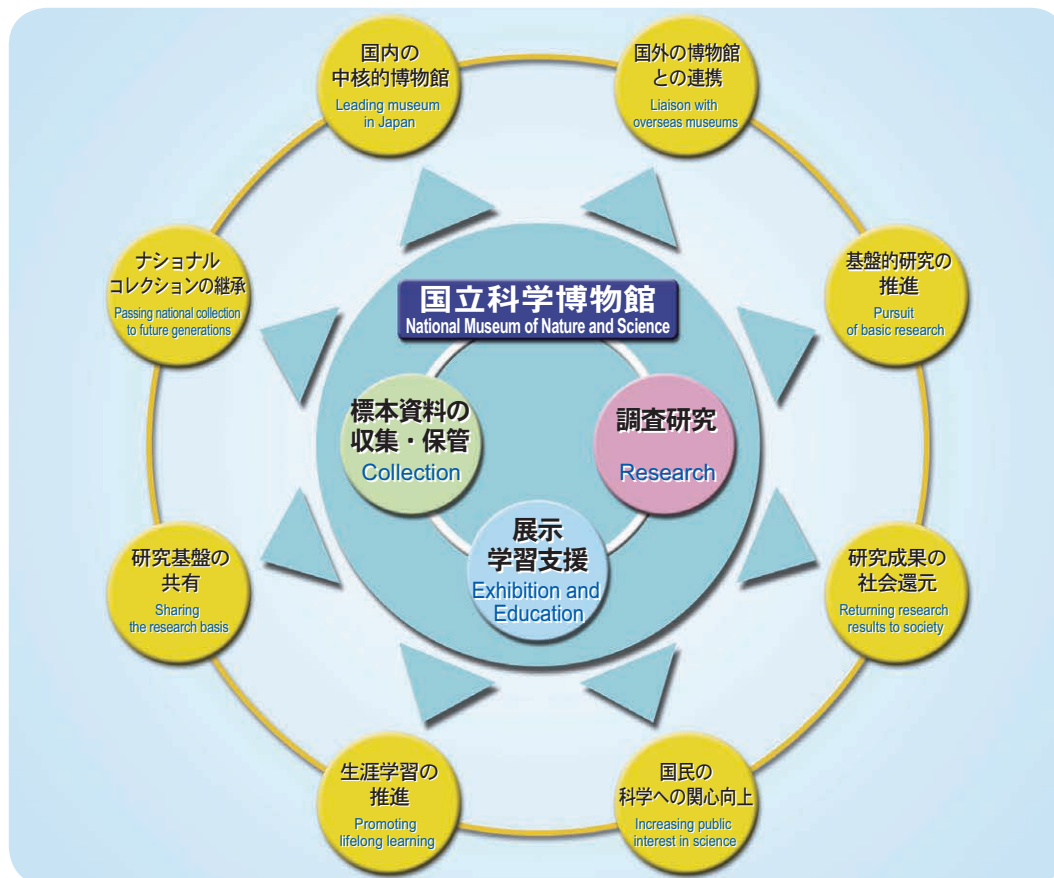 国内の
中核的博物館
Leading museum
in Japan
国外の博物館
との連携
Liaison with
overseas museums
ナショナル
コレクションの継承
Passing national collection
to future generations
基盤的研究の
推進
Pursuit
of basic research
国立科学博物館
National Museum of Nature and Science
標本資料の
収集・保管
Collection
調査研究
Research
展示
学習支援
Exhibition and
Education
研究基盤の
共有
Sharing
the research basis
研究成果の
社会還元
Returning research
results to society
生涯学習の
推進
Promoting
lifelong learning
国民の
科学への関心向上
Increasing public
interest in science